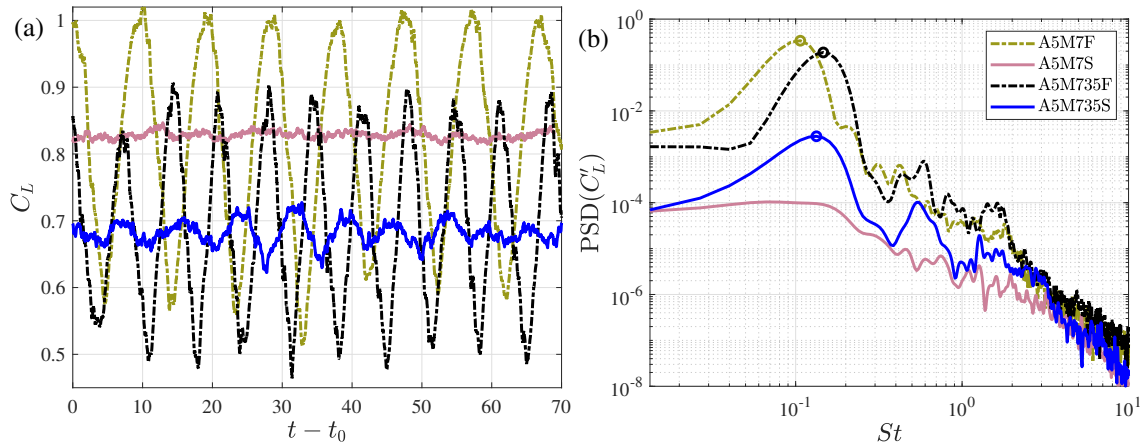 (a)
C_L
1
0.9
0.8
0.7
0.6
0.5
0 10 20 30 40 50 60 70
t − t_0
(b)
PSD(C′_L)
10^0
10^-2
10^-4
10^-6
10^-8
10^-1 10^0 10^1
St
A5M7F
A5M7S
A5M735F
A5M735S